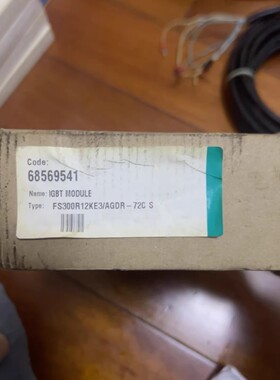 Code:
68569541
Name: IGBT MODULE
Type: FS300R12KE3/AGDR-72C S